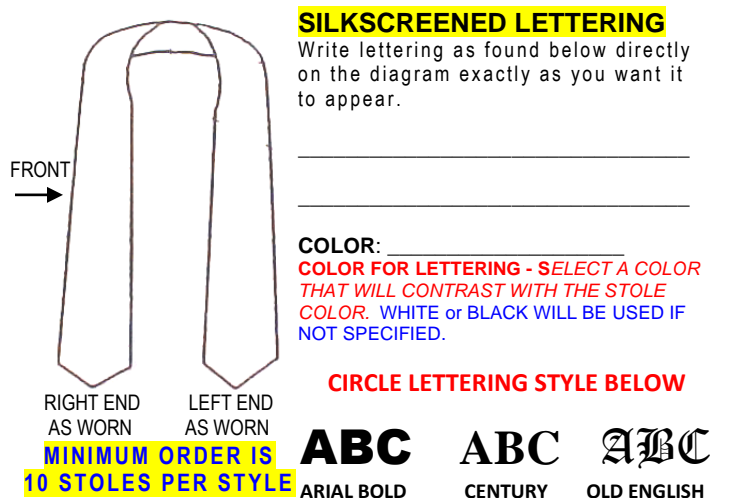 SILKSCREENED LETTERING
Write lettering as found below directly
on the diagram exactly as you want it
to appear.
FRONT
COLOR: ____________________
COLOR FOR LETTERING - SELECT A COLOR
THAT WILL CONTRAST WITH THE STOLE
COLOR. WHITE or BLACK WILL BE USED IF
NOT SPECIFIED.
CIRCLE LETTERING STYLE BELOW
RIGHT END
AS WORN
LEFT END
AS WORN
MINIMUM ORDER IS
10 STOLES PER STYLE
ABC
ARIAL BOLD
ABC
CENTURY
ABC
OLD ENGLISH